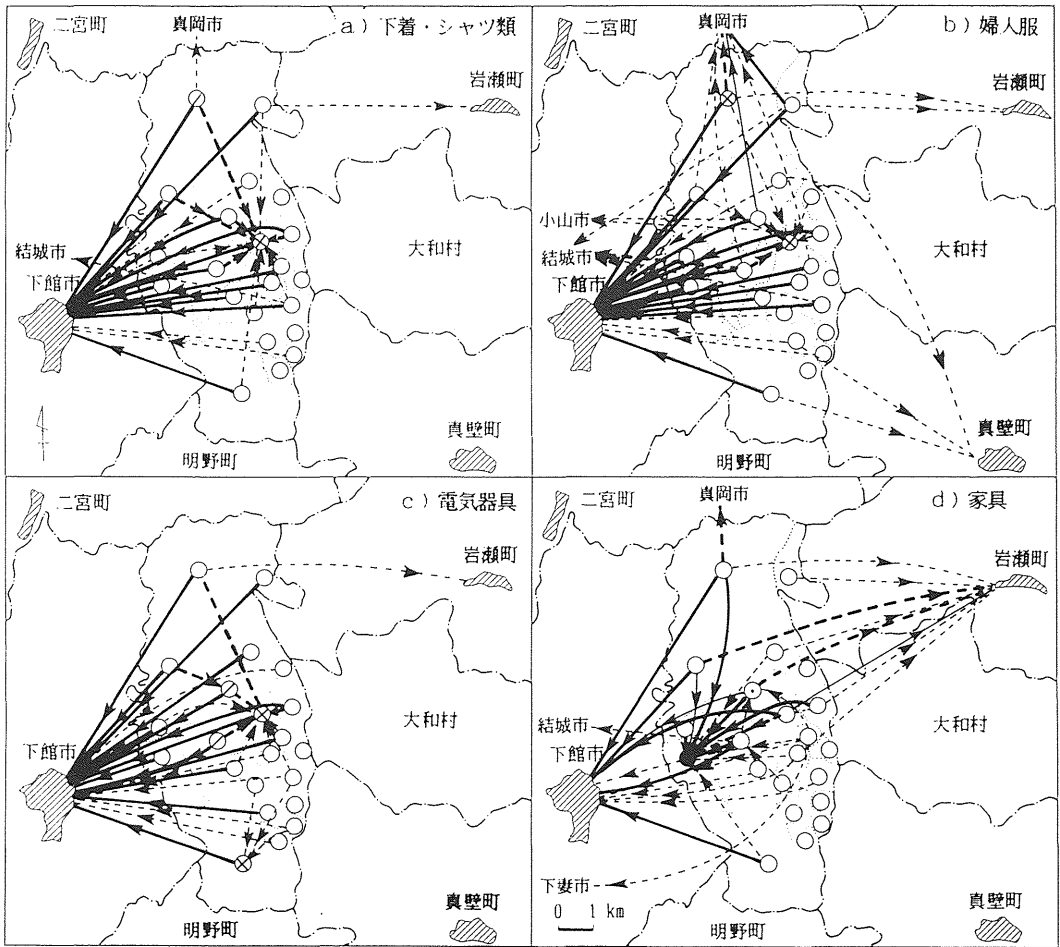 a）下着・シャツ類
二宮町
真岡市
岩瀬町
大和村
結城市
下館市
真壁町
明野町
b）婦人服
二宮町
真岡市
岩瀬町
小山市
大和村
結城市
下館市
真壁町
明野町
c）電気器具
二宮町
岩瀬町
大和村
下館市
真壁町
明野町
d）家具
二宮町
真岡市
岩瀬町
大和村
結城市
下館市
下妻市
0 1 km
真壁町
明野町